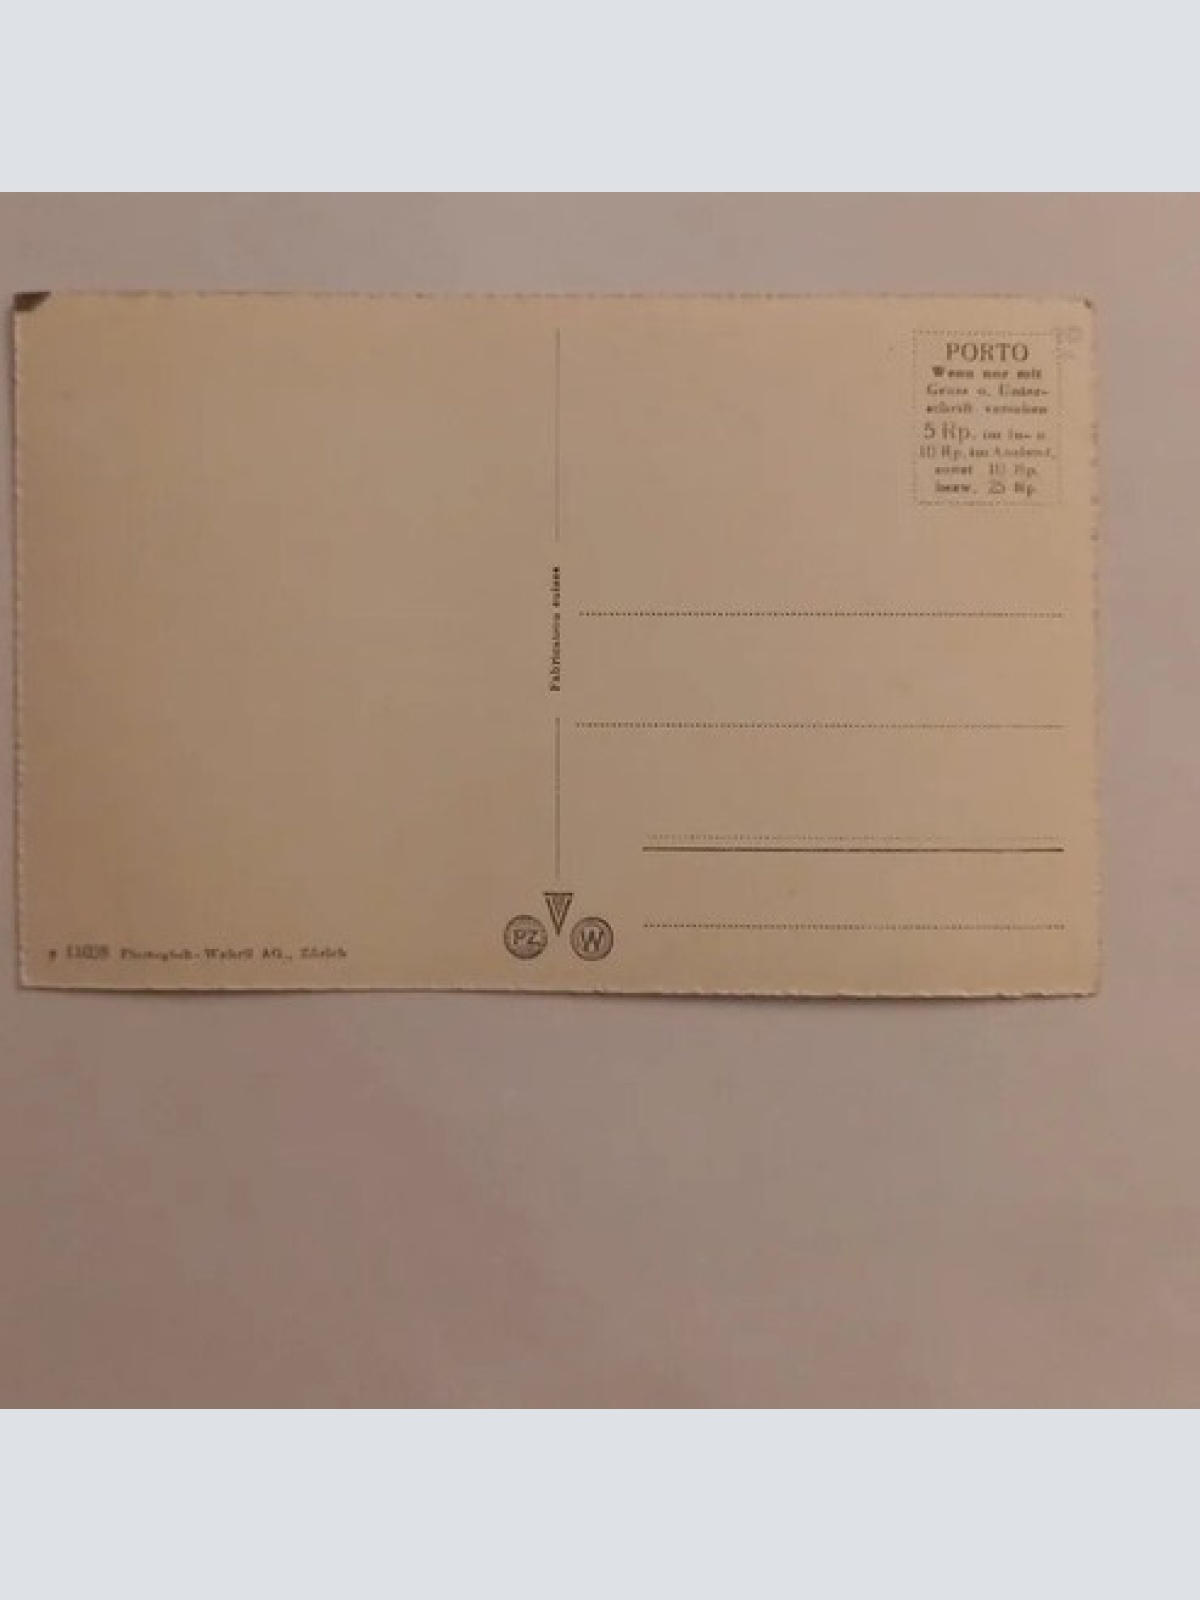 PORTO
Wenn nur mit
Gruss u. Unter-
schrift versehen
5 Rp. im In- u.
10 Rp. im Ausland,
sonst 10 Rp.
bezw. 25 Rp.
Fabrication suisse
PZ W
Photoglob-Wehrli AG., Zürich